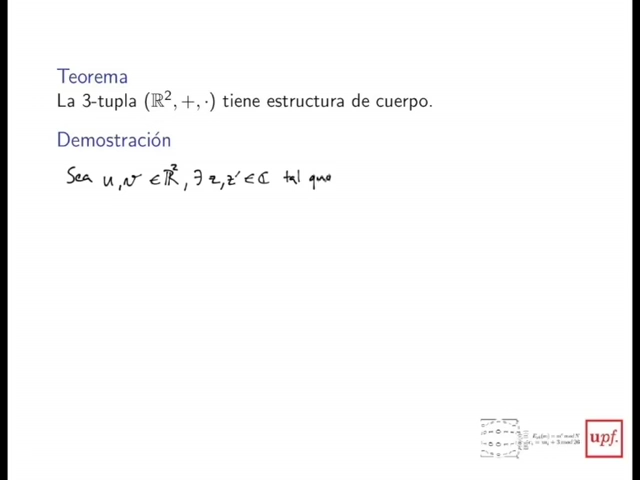 Teorema
La 3-tupla (ℝ², +, ·) tiene estructura de cuerpo.
Demostración
Sea u, v ∈ ℝ², ∃ z, z' ∈ ℂ tal que
upf.